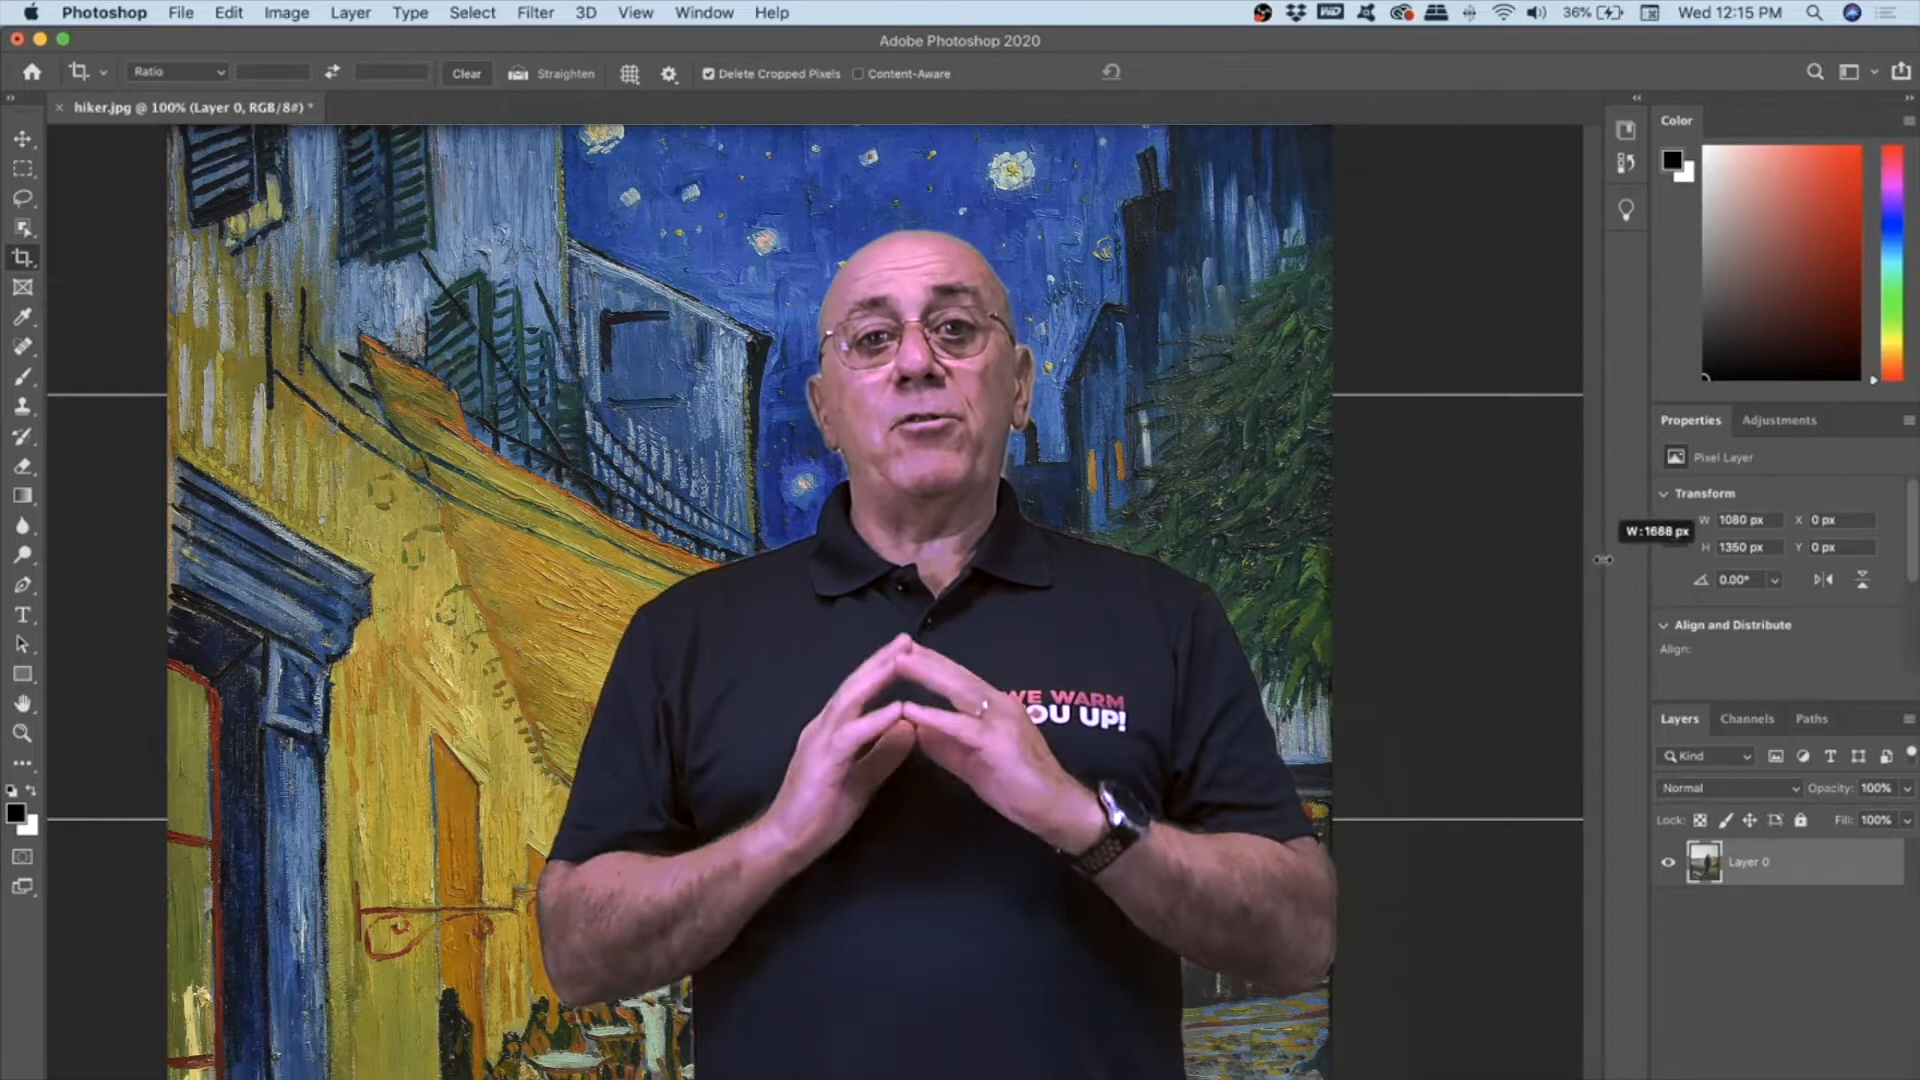 Photoshop File Edit Image Layer Type Select Filter 3D View Window Help 36% Wed 12:15 PM
Adobe Photoshop 2020
Ratio Clear Straighten Delete Cropped Pixels Content-Aware
× hiker.jpg @ 100% (Layer 0, RGB/8#) *
Color
Properties Adjustments
Pixel Layer
Transform
W 1080 px X 0 px
W : 1688 px
H 1350 px Y 0 px
0.00°
Align and Distribute
Align:
WE WARM
YOU UP!
Layers Channels Paths
Kind
Normal Opacity: 100%
Lock: Fill: 100%
Layer 0